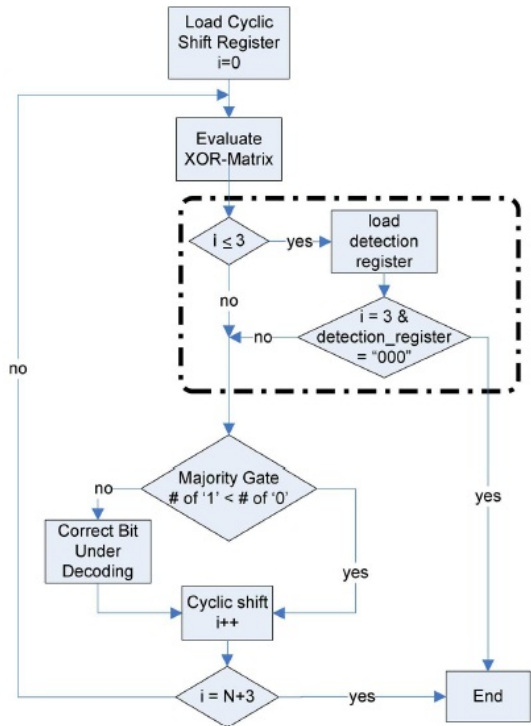 Load Cyclic
Shift Register
i=0
Evaluate
XOR-Matrix
i ≤ 3
yes
load
detection
register
no
i = 3 &
detection_register
= "000"
no
no
Majority Gate
# of '1' < # of '0'
no
yes
yes
Correct Bit
Under
Decoding
Cyclic shift
i++
i = N+3
yes
End